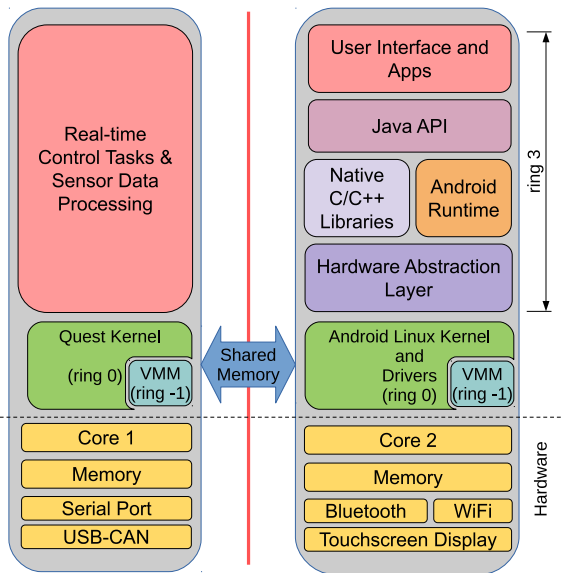 Real-time
Control Tasks &
Sensor Data
Processing
Quest Kernel
(ring 0)
VMM
(ring -1)
Core 1
Memory
Serial Port
USB-CAN
Shared
Memory
User Interface and
Apps
Java API
Native
C/C++
Libraries
Android
Runtime
Hardware Abstraction
Layer
Android Linux Kernel
and
Drivers
(ring 0)
VMM
(ring -1)
Core 2
Memory
Bluetooth
WiFi
Touchscreen Display
ring 3
Hardware